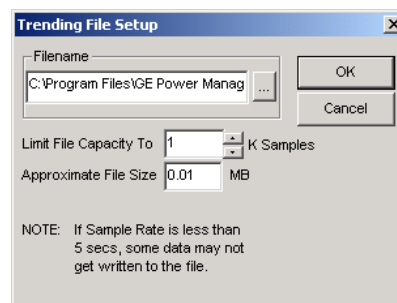 Trending File Setup
Filename
C:\Program Files\GE Power Manag
...
OK
Cancel
Limit File Capacity To 1 K Samples
Approximate File Size 0.01 MB
NOTE: If Sample Rate is less than
5 secs, some data may not
get written to the file.